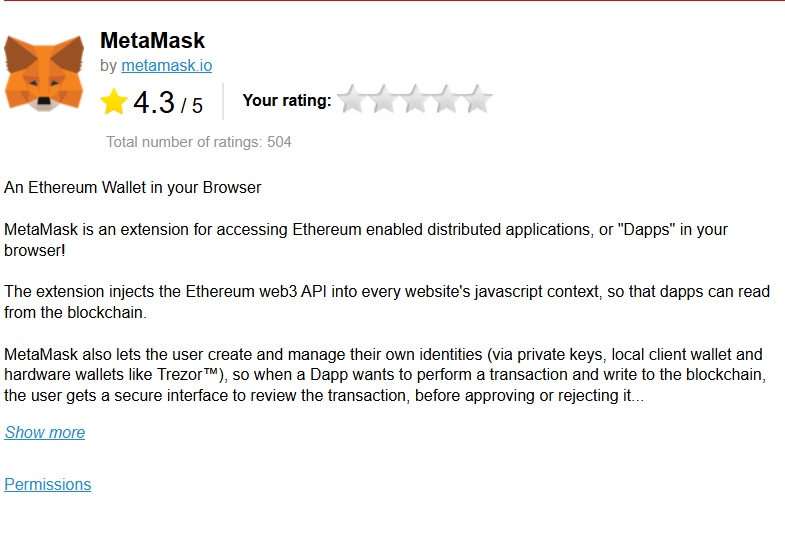 MetaMask
by metamask.io
4.3 / 5 Your rating:
Total number of ratings: 504
An Ethereum Wallet in your Browser
MetaMask is an extension for accessing Ethereum enabled distributed applications, or "Dapps" in your
browser!
The extension injects the Ethereum web3 API into every website's javascript context, so that dapps can read
from the blockchain.
MetaMask also lets the user create and manage their own identities (via private keys, local client wallet and
hardware wallets like Trezor™), so when a Dapp wants to perform a transaction and write to the blockchain,
the user gets a secure interface to review the transaction, before approving or rejecting it...
Show more
Permissions